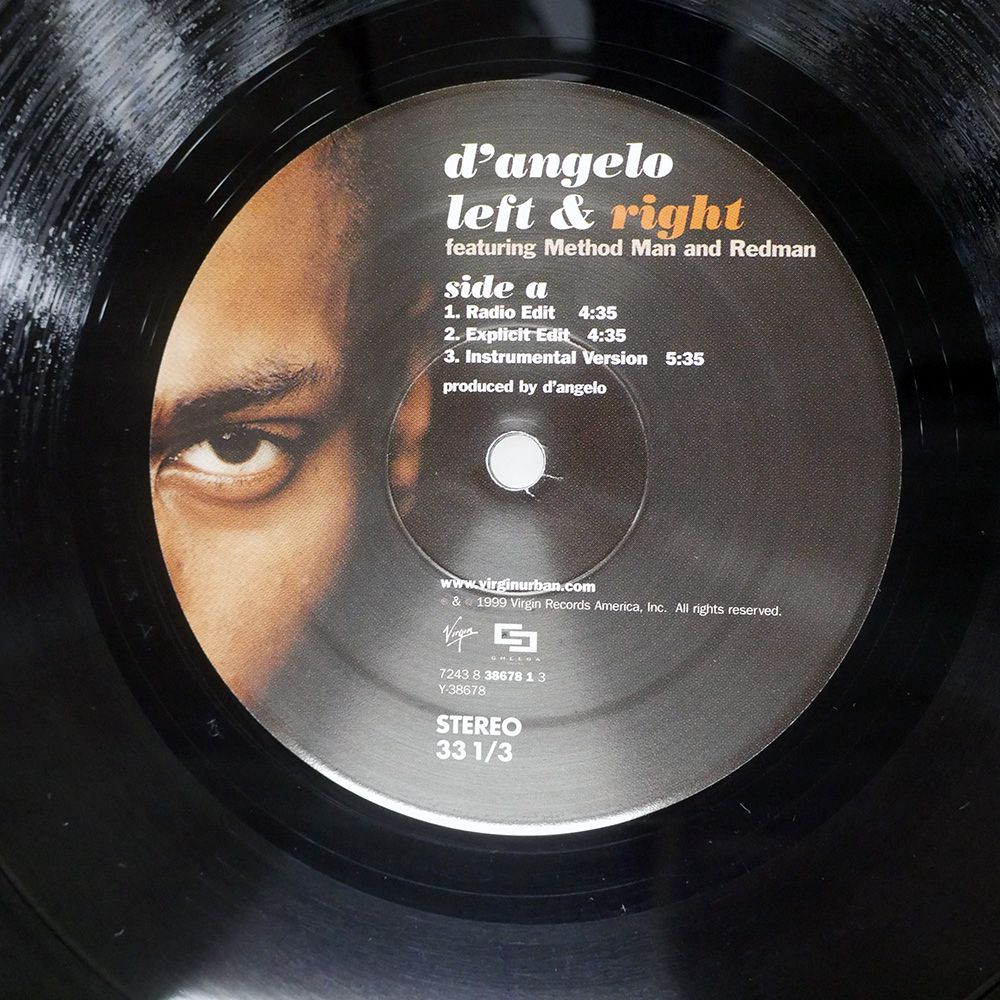 d'angelo
left & right
featuring Method Man and Redman
side a
1. Radio Edit 4:35
2. Explicit Edit 4:35
3. Instrumental Version 5:35
produced by d'angelo
www.virginurban.com
℗ & © 1999 Virgin Records America, Inc. All rights reserved.
Virgin
CHEEBA
7243 8 38678 1 3
Y-38678
STEREO
33 1/3